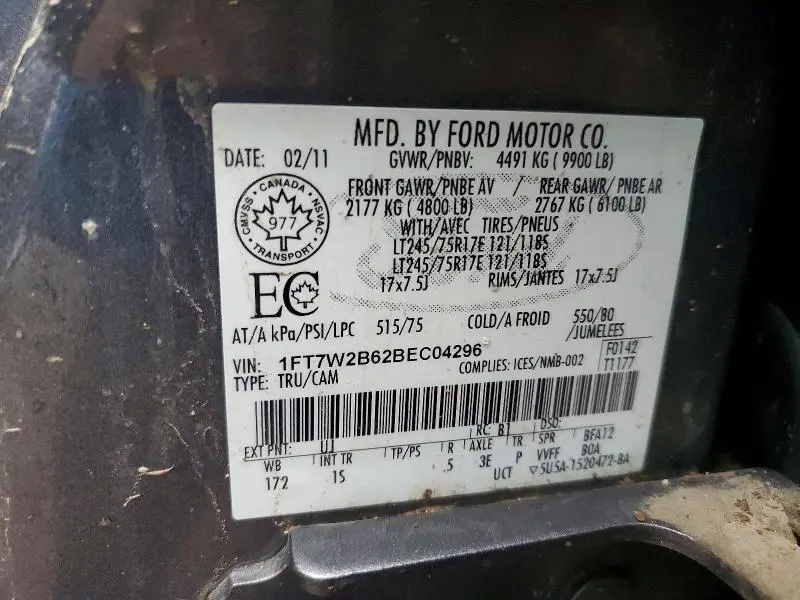 MFD. BY FORD MOTOR CO.
DATE: 02/11 GVWR/PNBV: 4491 KG ( 9900 LB)
FRONT GAWR/PNBE AV / REAR GAWR/ PNBE AR
2177 KG ( 4800 LB) 2767 KG ( 6100 LB)
WITH/AVEC TIRES/PNEUS
LT245/75R17E 121/118S
LT245/75R17E 121/118S
17x7.5J RIMS/JANTES 17x7.5J
CANADA
CMVSS NSVAC
977
TRANSPORT
EC
AT/A kPa/PSI/LPC 515/75 COLD/A FROID 550/80
/JUMELEES
VIN: 1FT7W2B62BEC04296 F0142
TYPE: TRU/CAM COMPLIES: ICES/NMB-002 T1177
EXT PNT: UJ RC: B1 DSO:
WB INT TR TP/PS R AXLE TR SPR BFA12
172 1S .5 3E P VVFF B0A
UCT ▽5U5A-1520472-BA